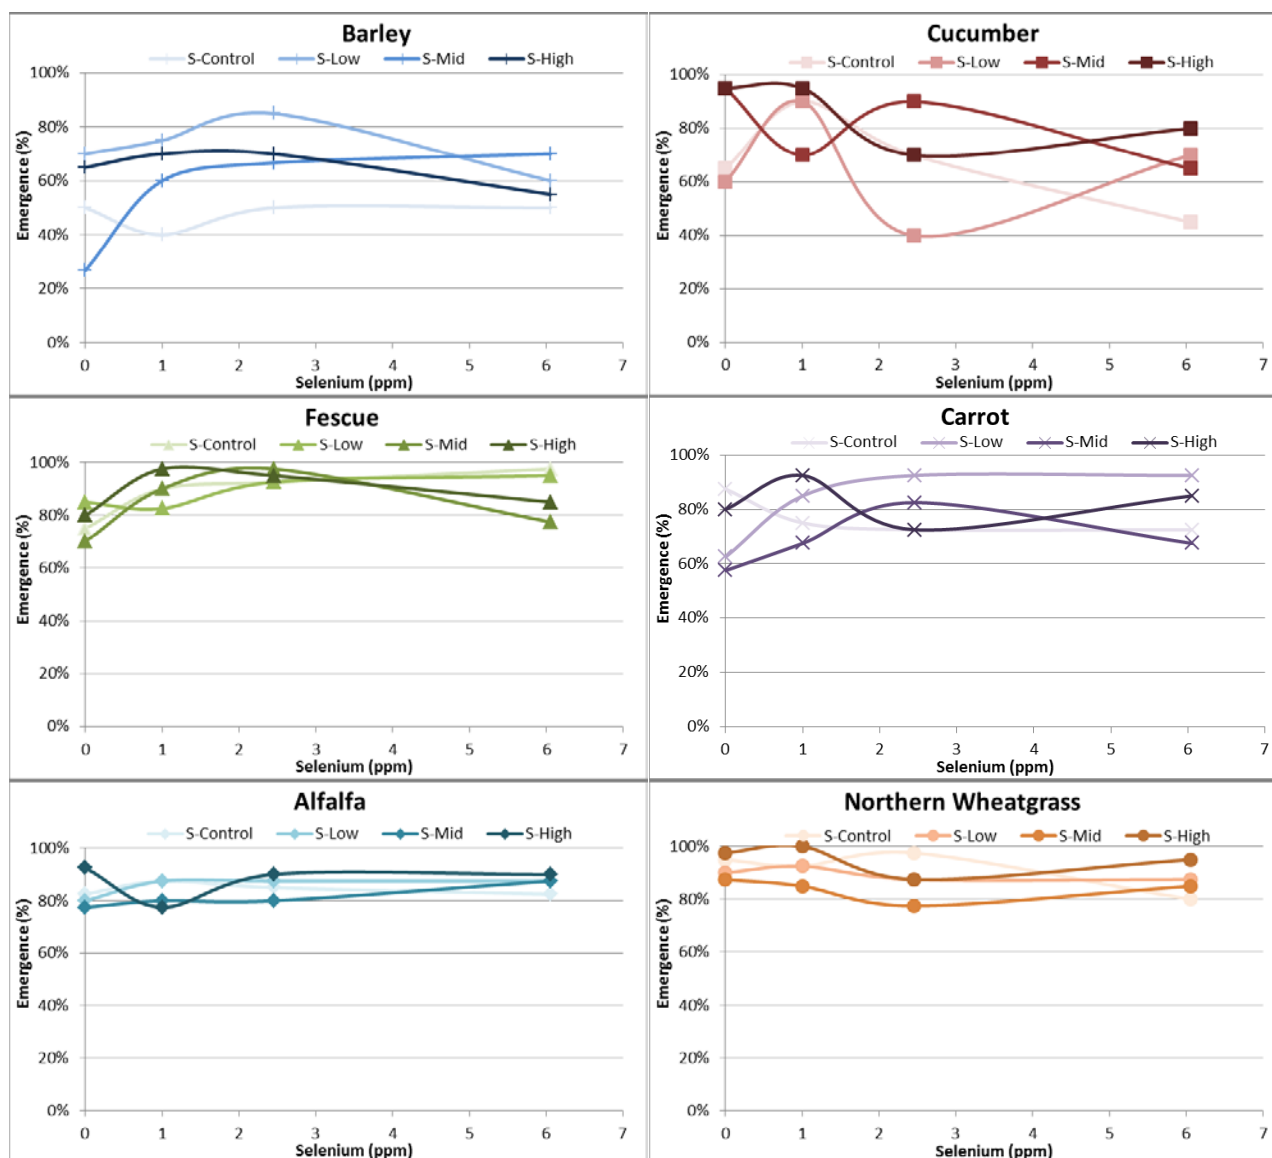 Barley
S-Control S-Low S-Mid S-High
100%
80%
60%
40%
20%
0%
Emergence (%)
0 1 2 3 4 5 6 7
Selenium (ppm)
Cucumber
S-Control S-Low S-Mid S-High
100%
80%
60%
40%
20%
0%
Emergence (%)
0 1 2 3 4 5 6 7
Selenium (ppm)
Fescue
S-Control S-Low S-Mid S-High
100%
80%
60%
40%
20%
0%
Emergence (%)
0 1 2 3 4 5 6 7
Selenium (ppm)
Carrot
S-Control S-Low S-Mid S-High
100%
80%
60%
40%
20%
0%
Emergence (%)
0 1 2 3 4 5 6 7
Selenium (ppm)
Alfalfa
S-Control S-Low S-Mid S-High
100%
80%
60%
40%
20%
0%
Emergence (%)
0 1 2 3 4 5 6 7
Selenium (ppm)
Northern Wheatgrass
S-Control S-Low S-Mid S-High
100%
80%
60%
40%
20%
0%
Emergence (%)
0 1 2 3 4 5 6 7
Selenium (ppm)